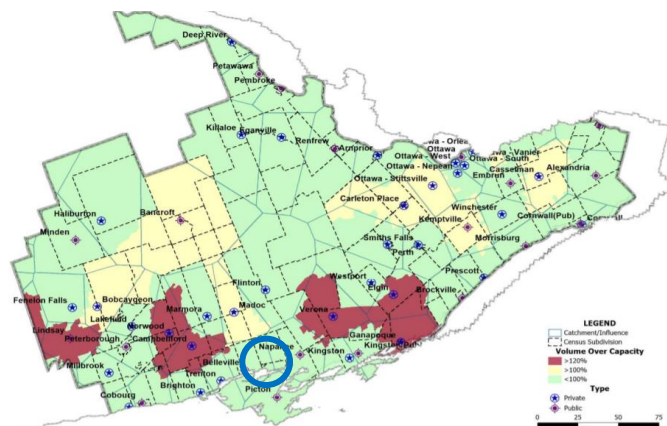 Deep River
Petawawa
Pembroke
Killaloe Eganville
Renfrew
Arnprior
Ottawa
Ottawa - West
Ottawa - Nepean
Ottawa - South
Vanier
Ottawa - Stittsville
Embrun
Casselman
Alexandria
Carleton Place
Kemptville
Winchester
Cornwall(Pub)
Morrisburg
Haliburton
Minden
Bancroft
Smiths Falls
Perth
Prescott
Brockville
Westport
Elgin
Flinton
Fenelon Falls
Bobcaygeon
Marmora
Madoc
Lakefield
Norwood
Lindsay
Peterborough
Campbellford
Verona
Gananoque
Kingston
Napanee
Belleville
Trenton
Millbrook
Brighton
Picton
Cobourg
LEGEND
Catchment/Influence
Census Subdivision
Volume Over Capacity
>120%
>100%
<100%
Type
Private
Public
0 25 50 75